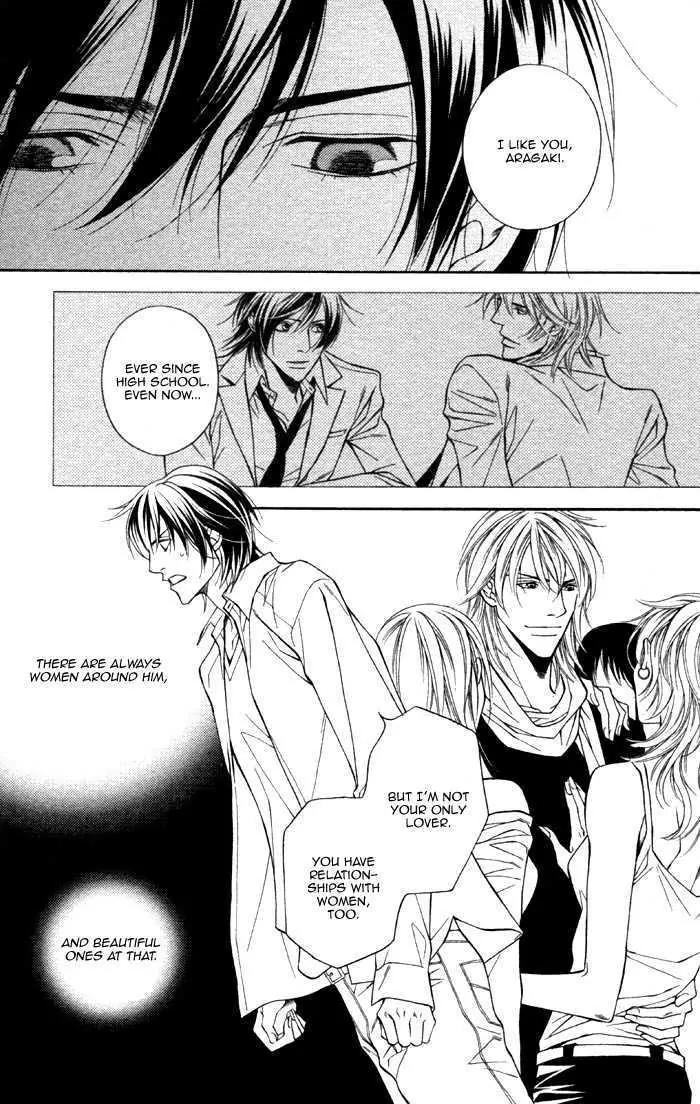 I LIKE YOU,
ARAGAKI.
EVER SINCE
HIGH SCHOOL.
EVEN NOW...
THERE ARE ALWAYS
WOMEN AROUND HIM,
BUT I'M NOT
YOUR ONLY
LOVER.
YOU HAVE
RELATION-
SHIPS WITH
WOMEN,
TOO.
AND BEAUTIFUL
ONES AT THAT.